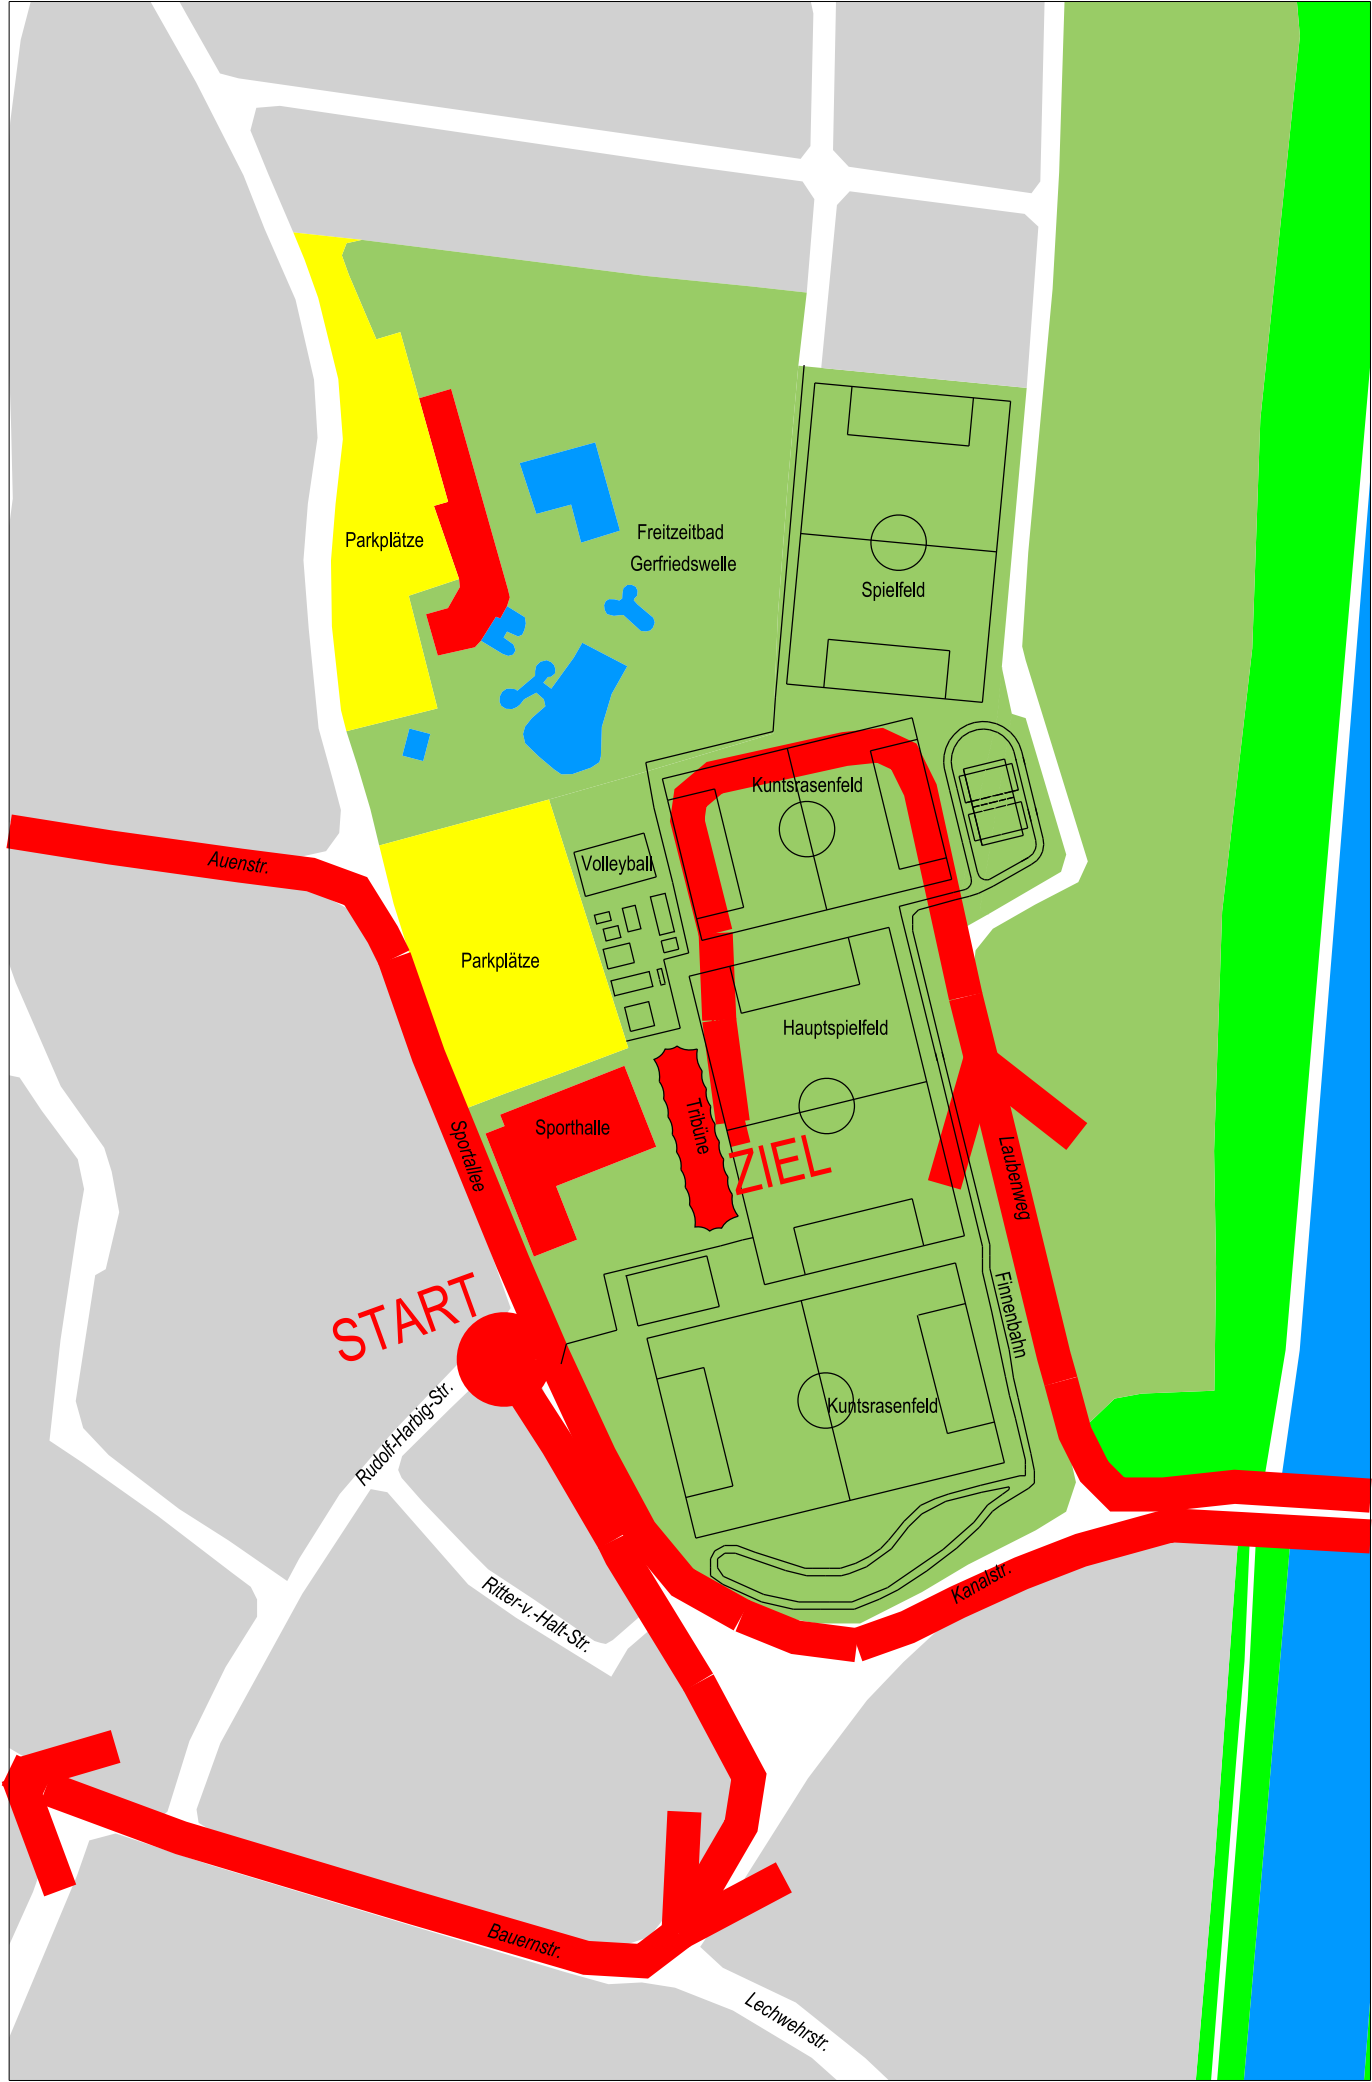 Freitzeitbad
Gerfriedswelle
Parkplätze
Spielfeld
Kuntsrasenfeld
Auenstr.
Volleyball
Parkplätze
Hauptspielfeld
Sportallee
Sporthalle
Tribüne
ZIEL
Laubenweg
START
Finnenbahn
Rudolf-Harbig-Str.
Kuntsrasenfeld
Ritter-v.-Halt-Str.
Kanalstr.
Bauernstr.
Lechwehrstr.